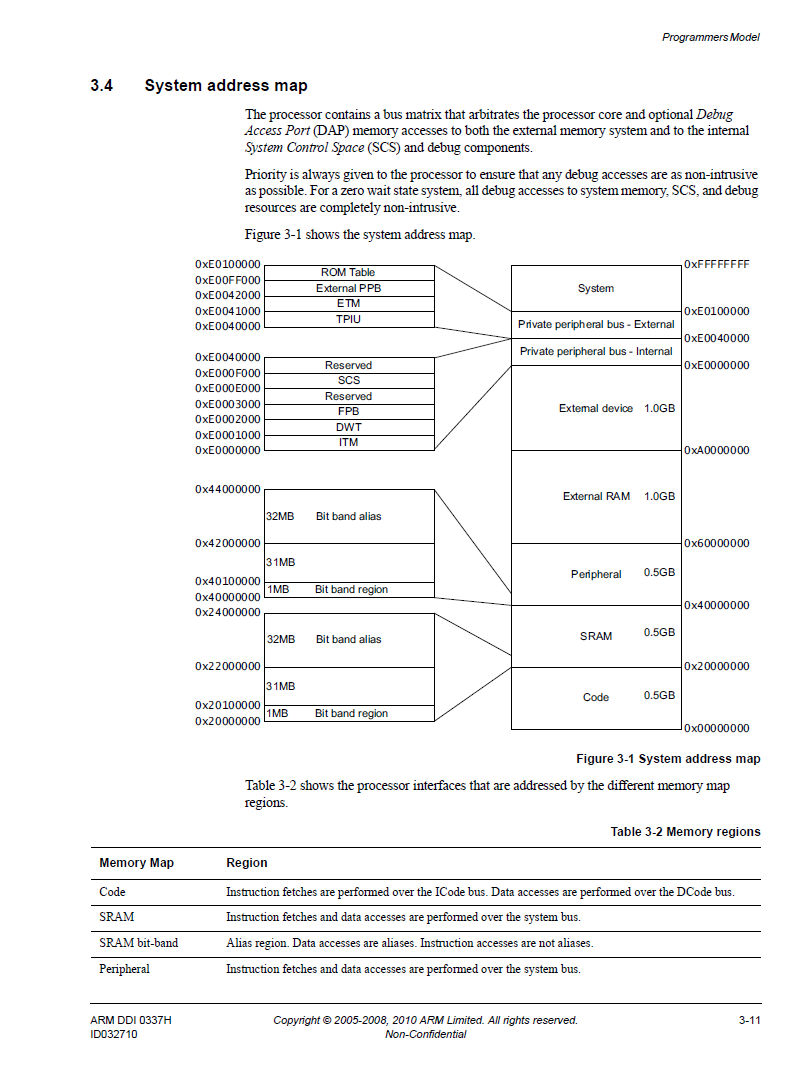 Programmers Model
3.4 System address map
The processor contains a bus matrix that arbitrates the processor core and optional Debug
Access Port (DAP) memory accesses to both the external memory system and to the internal
System Control Space (SCS) and debug components.
Priority is always given to the processor to ensure that any debug accesses are as non-intrusive
as possible. For a zero wait state system, all debug accesses to system memory, SCS, and debug
resources are completely non-intrusive.
Figure 3-1 shows the system address map.
0xE0100000
ROM Table
0xE00FF000
External PPB
0xE0042000
ETM
0xE0041000
TPIU
0xE0040000
0xE0040000
Reserved
0xE000F000
SCS
0xE000E000
Reserved
0xE0003000
FPB
0xE0002000
DWT
0xE0001000
ITM
0xE0000000
0x44000000
32MB Bit band alias
0x42000000
31MB
0x40100000
1MB Bit band region
0x40000000
0x24000000
32MB Bit band alias
0x22000000
31MB
0x20100000
1MB Bit band region
0x20000000
0xFFFFFFFF
System
0xE0100000
Private peripheral bus - External
0xE0040000
Private peripheral bus - Internal
0xE0000000
External device 1.0GB
0xA0000000
External RAM 1.0GB
0x60000000
Peripheral 0.5GB
0x40000000
SRAM 0.5GB
0x20000000
Code 0.5GB
0x00000000
Figure 3-1 System address map
Table 3-2 shows the processor interfaces that are addressed by the different memory map
regions.
Table 3-2 Memory regions
Memory Map Region
Code Instruction fetches are performed over the ICode bus. Data accesses are performed over the DCode bus.
SRAM Instruction fetches and data accesses are performed over the system bus.
SRAM bit-band Alias region. Data accesses are aliases. Instruction accesses are not aliases.
Peripheral Instruction fetches and data accesses are performed over the system bus.
ARM DDI 0337H Copyright © 2005-2008, 2010 ARM Limited. All rights reserved. 3-11
ID032710 Non-Confidential